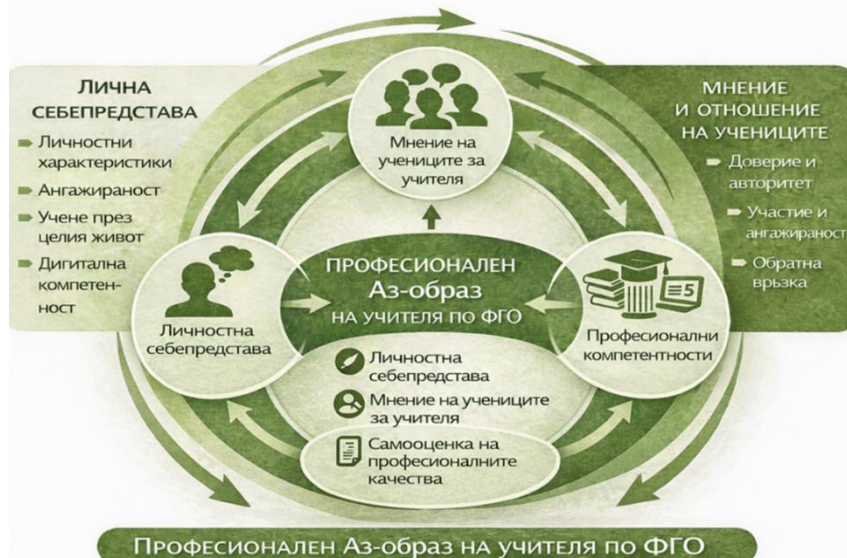 ЛИЧНА
СЕБЕПРЕДСТАВА
Личностни
характеристики
Ангажираност
Учене през
целия живот
Дигитална
компетен-
ност
Мнение на
учениците за
учителя
МНЕНИЕ
И ОТНОШЕНИЕ
НА УЧЕНИЦИТЕ
Доверие и
авторитет
Участие и
ангажираност
Обратна
връзка
Личностна
себепредстава
ПРОФЕСИОНАЛЕН
Аз-образ
НА УЧИТЕЛЯ ПО ФГО
5
Професионални
компетентности
Личностна
себепредстава
Мнение на учениците
за учителя
Самооценка на
професионалните
качества
ПРОФЕСИОНАЛЕН Аз-образ на учителя по ФГО